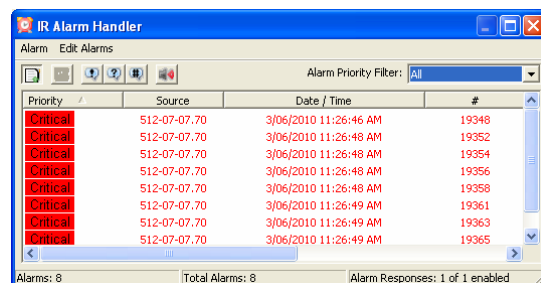 IR Alarm Handler
Alarm Edit Alarms
Alarm Priority Filter: All
Priority Source Date / Time #
Critical 512-07-07.70 3/06/2010 11:26:46 AM 19348
Critical 512-07-07.70 3/06/2010 11:26:48 AM 19352
Critical 512-07-07.70 3/06/2010 11:26:48 AM 19354
Critical 512-07-07.70 3/06/2010 11:26:48 AM 19356
Critical 512-07-07.70 3/06/2010 11:26:48 AM 19358
Critical 512-07-07.70 3/06/2010 11:26:49 AM 19361
Critical 512-07-07.70 3/06/2010 11:26:49 AM 19363
Critical 512-07-07.70 3/06/2010 11:26:49 AM 19365
Alarms: 8 Total Alarms: 8 Alarm Responses: 1 of 1 enabled